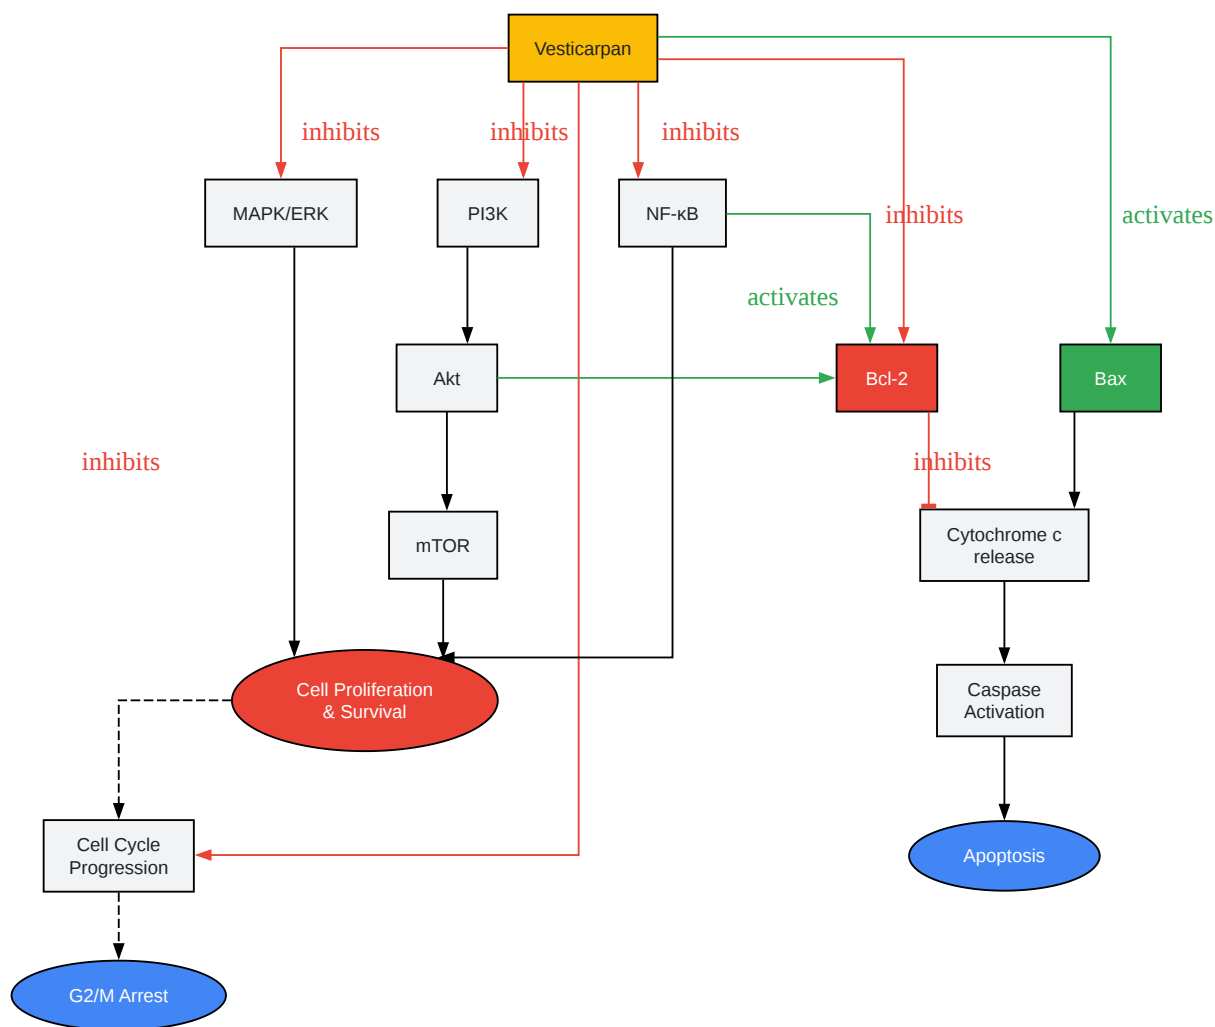 Vesticarpan
inhibits
inhibits
inhibits
MAPK/ERK
PI3K
NF-κB
inhibits
activates
activates
Akt
Bcl-2
Bax
inhibits
inhibits
mTOR
Cytochrome c
release
Cell Proliferation
& Survival
Caspase
Activation
Cell Cycle
Progression
Apoptosis
G2/M Arrest